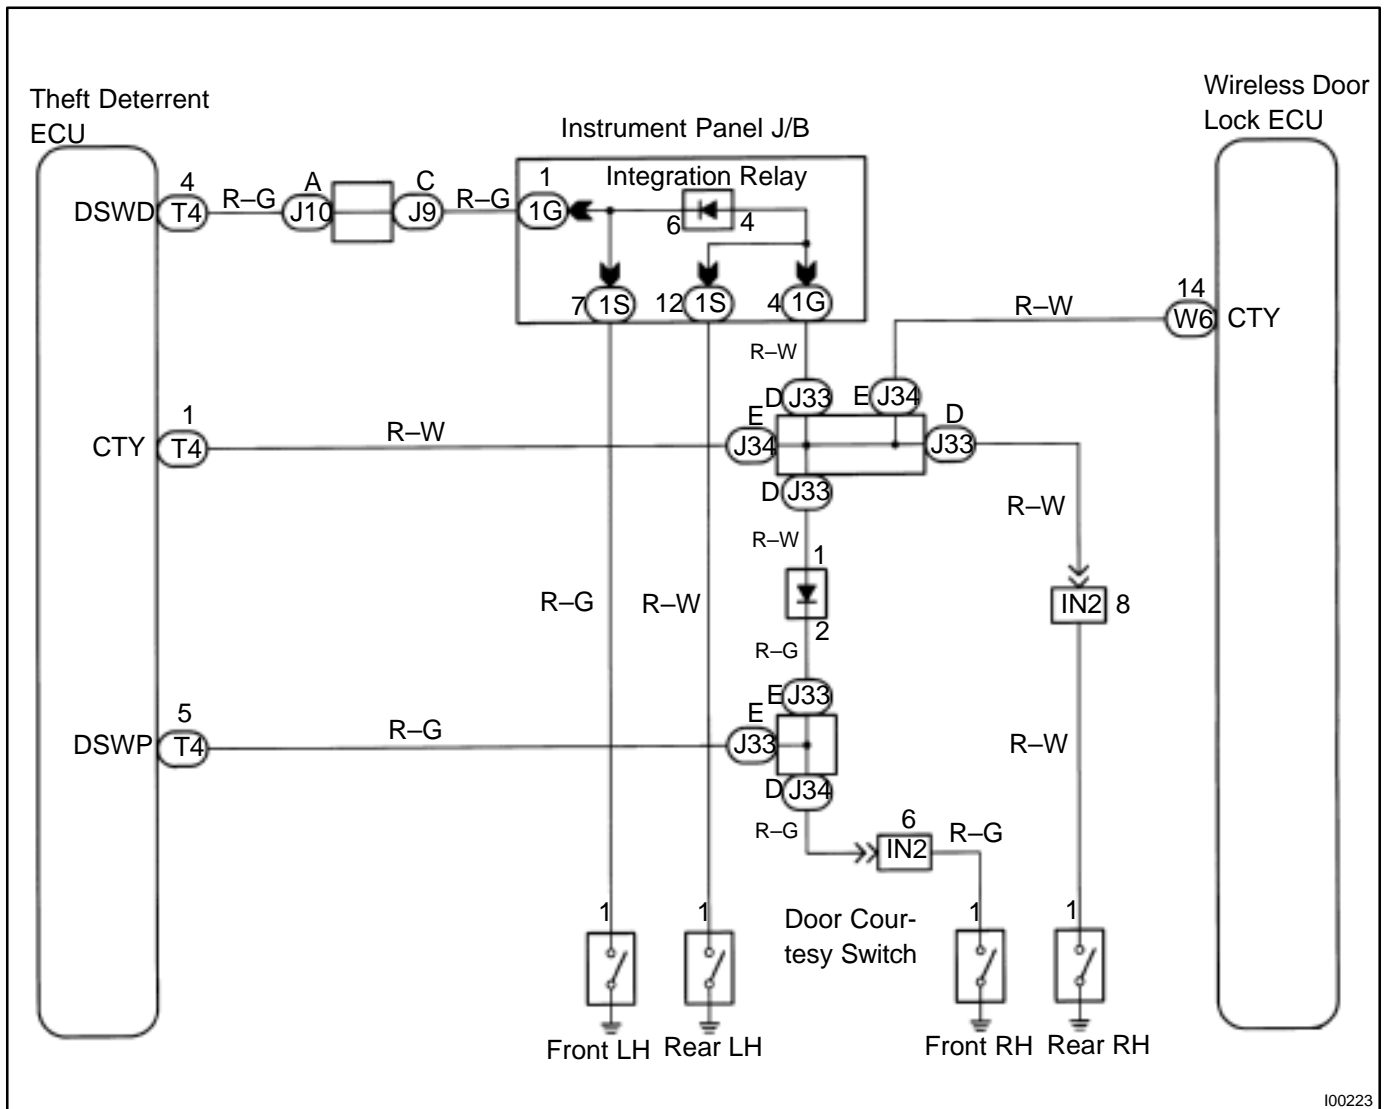 Theft Deterrent
ECU
Wireless Door
Lock ECU
Instrument Panel J/B
Integration Relay
DSWD
4
T4
R–G
A
J10
C
J9
R–G
1
1G
6
4
7
1S
12
1S
4
1G
R–W
14
W6
CTY
R–W
D
J33
E
J34
CTY
1
T4
R–W
E
J34
D
J33
D
J33
R–W
R–W
1
2
R–G
R–W
IN2
8
R–G
E
J33
DSWP
5
T4
R–G
E
J33
R–W
D
J34
R–G
6
IN2
R–G
Door Cour-
tesy Switch
1
1
1
1
Front LH
Rear LH
Front RH
Rear RH
I00223